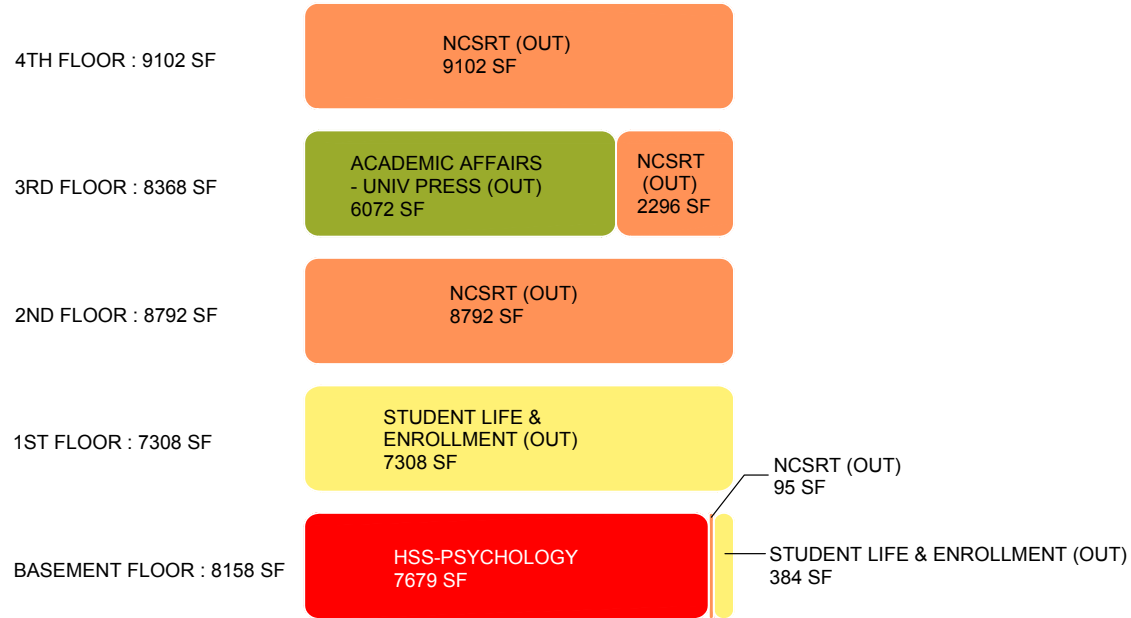 4TH FLOOR : 9102 SF
NCSRT (OUT)
9102 SF
3RD FLOOR : 8368 SF
ACADEMIC AFFAIRS
- UNIV PRESS (OUT)
6072 SF
NCSRT
(OUT)
2296 SF
2ND FLOOR : 8792 SF
NCSRT (OUT)
8792 SF
1ST FLOOR : 7308 SF
STUDENT LIFE &
ENROLLMENT (OUT)
7308 SF
NCSRT (OUT)
95 SF
BASEMENT FLOOR : 8158 SF
HSS-PSYCHOLOGY
7679 SF
STUDENT LIFE & ENROLLMENT (OUT)
384 SF